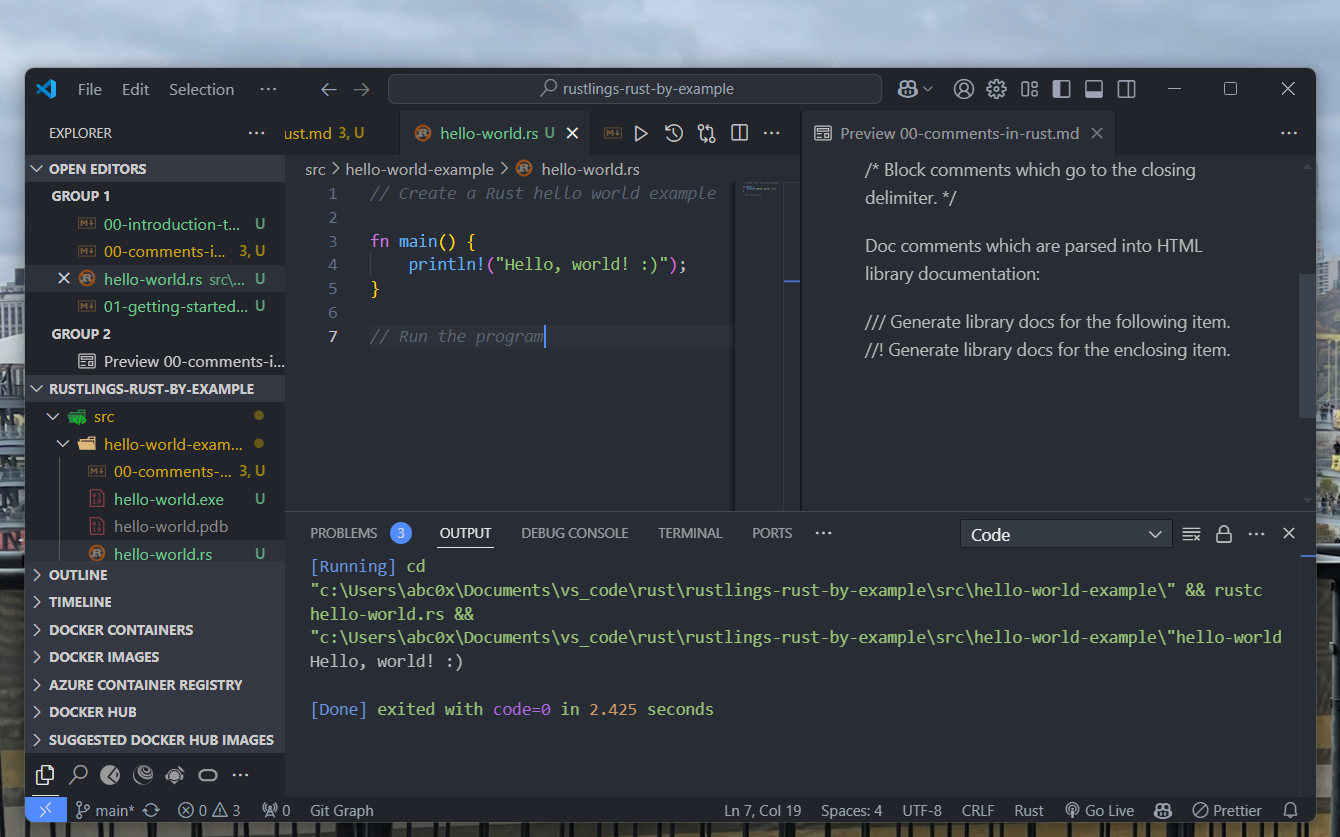 File Edit Selection ···
rustlings-rust-by-example
EXPLORER ···
OPEN EDITORS
GROUP 1
00-introduction-t... U
00-comments-i... 3, U
hello-world.rs src\... U
01-getting-started... U
GROUP 2
Preview 00-comments-i...
RUSTLINGS-RUST-BY-EXAMPLE
src
hello-world-exam...
00-comments-... 3, U
hello-world.exe U
hello-world.pdb
hello-world.rs U
OUTLINE
TIMELINE
DOCKER CONTAINERS
DOCKER IMAGES
AZURE CONTAINER REGISTRY
DOCKER HUB
SUGGESTED DOCKER HUB IMAGES
ust.md 3, U
hello-world.rs U
src > hello-world-example > hello-world.rs
1 // Create a Rust hello world example
2
3 fn main() {
4 println!("Hello, world! :)");
5 }
6
7 // Run the program
Preview 00-comments-in-rust.md
/* Block comments which go to the closing
delimiter. */
Doc comments which are parsed into HTML
library documentation:
/// Generate library docs for the following item.
//! Generate library docs for the enclosing item.
PROBLEMS 3 OUTPUT DEBUG CONSOLE TERMINAL PORTS ···
Code
[Running] cd
"c:\Users\abc0x\Documents\vs_code\rust\rustlings-rust-by-example\src\hello-world-example\" && rustc
hello-world.rs &&
"c:\Users\abc0x\Documents\vs_code\rust\rustlings-rust-by-example\src\hello-world-example\"hello-world
Hello, world! :)
[Done] exited with code=0 in 2.425 seconds
main* 0 3 0 Git Graph Ln 7, Col 19 Spaces: 4 UTF-8 CRLF Rust Go Live Prettier